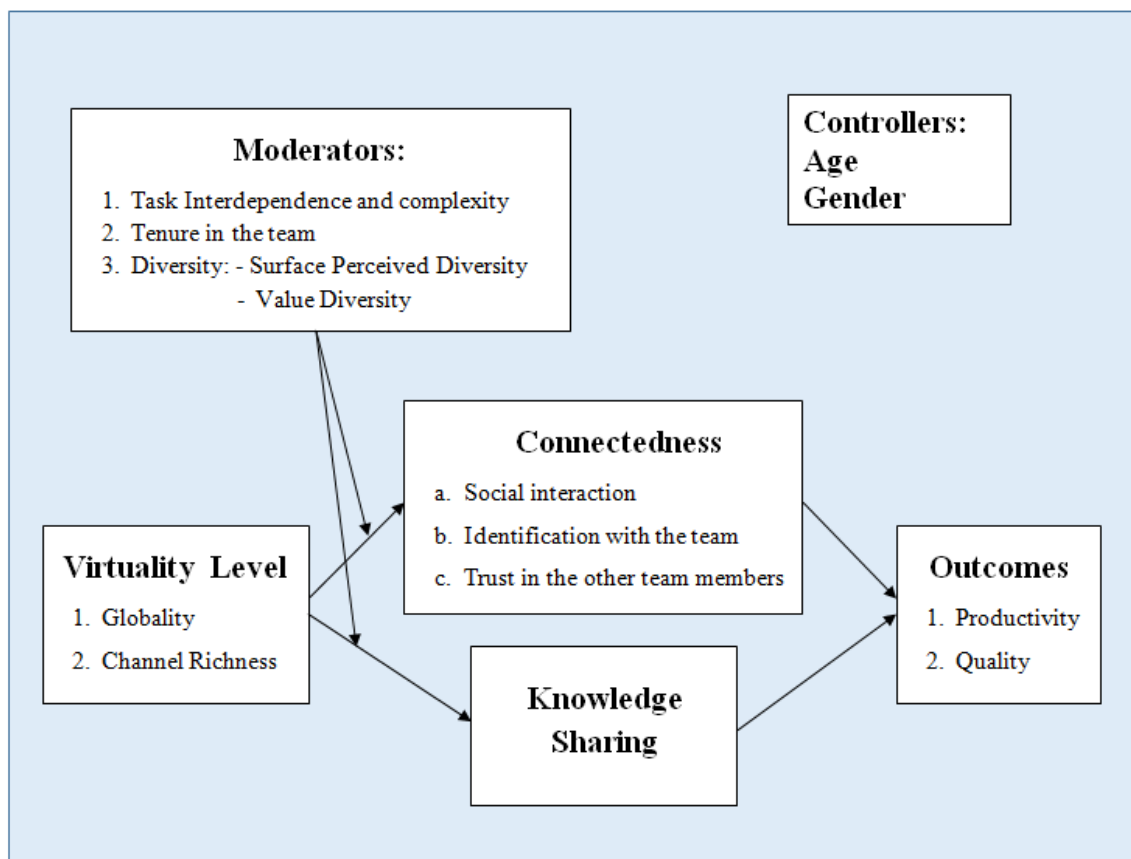 Moderators:
1. Task Interdependence and complexity
2. Tenure in the team
3. Diversity: - Surface Perceived Diversity
- Value Diversity
Controllers:
Age
Gender
Connectedness
a. Social interaction
b. Identification with the team
c. Trust in the other team members
Virtuality Level
1. Globality
2. Channel Richness
Knowledge
Sharing
Outcomes
1. Productivity
2. Quality